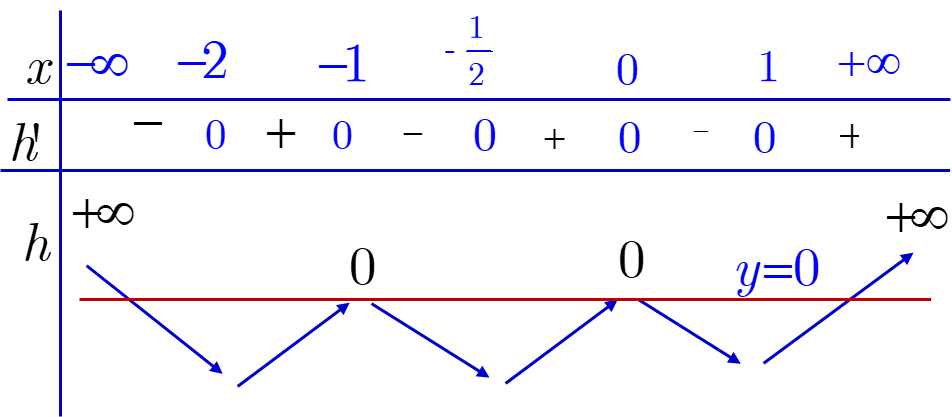 x −∞ −2 −1 -1/2 0 1 +∞
h' − 0 + 0 − 0 + 0 − 0 +
h +∞ 0 0 y=0 +∞